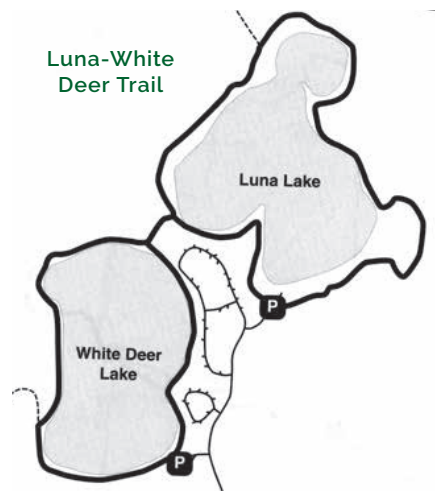 Luna-White
Deer Trail
Luna Lake
P
White Deer
Lake
P